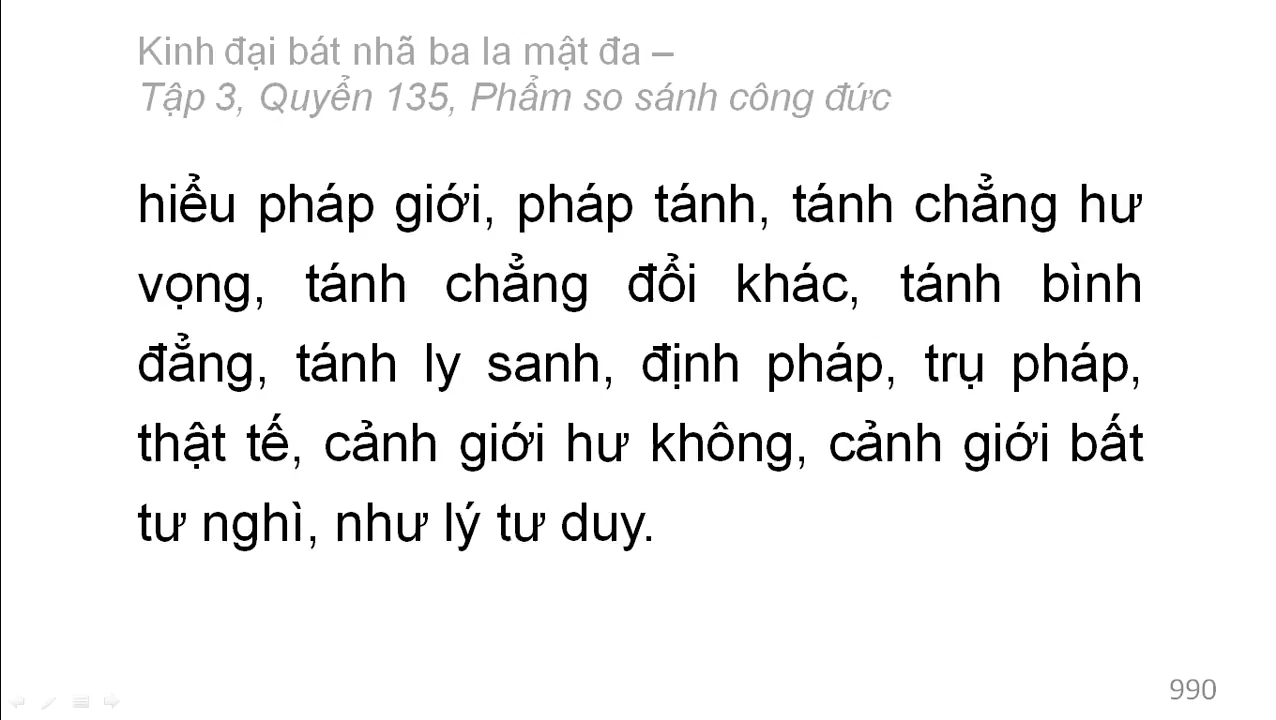 Kinh đại bát nhã ba la mật đa –
Tập 3, Quyển 135, Phẩm so sánh công đức
hiểu pháp giới, pháp tánh, tánh chẳng hư
vọng, tánh chẳng đổi khác, tánh bình
đẳng, tánh ly sanh, định pháp, trụ pháp,
thật tế, cảnh giới hư không, cảnh giới bất
tư nghì, như lý tư duy.
990